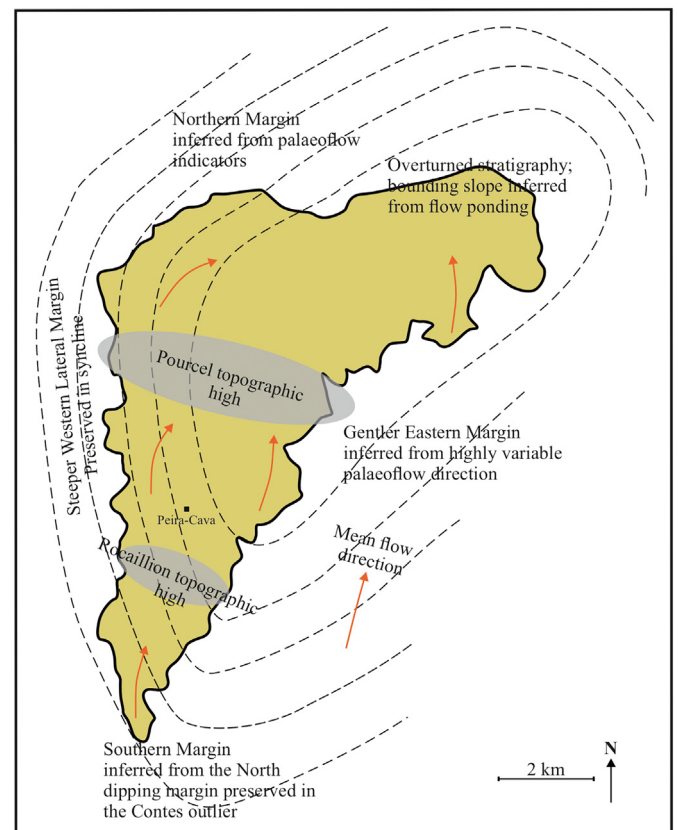 Northern Margin
inferred from palaeoflow
indicators
Overturned stratigraphy;
bounding slope inferred
from flow ponding
Steeper Western Lateral Margin
Preserved in syncline
Pourcel topographic
high
Gentler Eastern Margin
inferred from highly variable
palaeoflow direction
Peira-Cava
Mean flow
direction
Rocaillion topographic
high
Southern Margin
inferred from the North
dipping margin preserved in
the Contes outlier
2 km
N